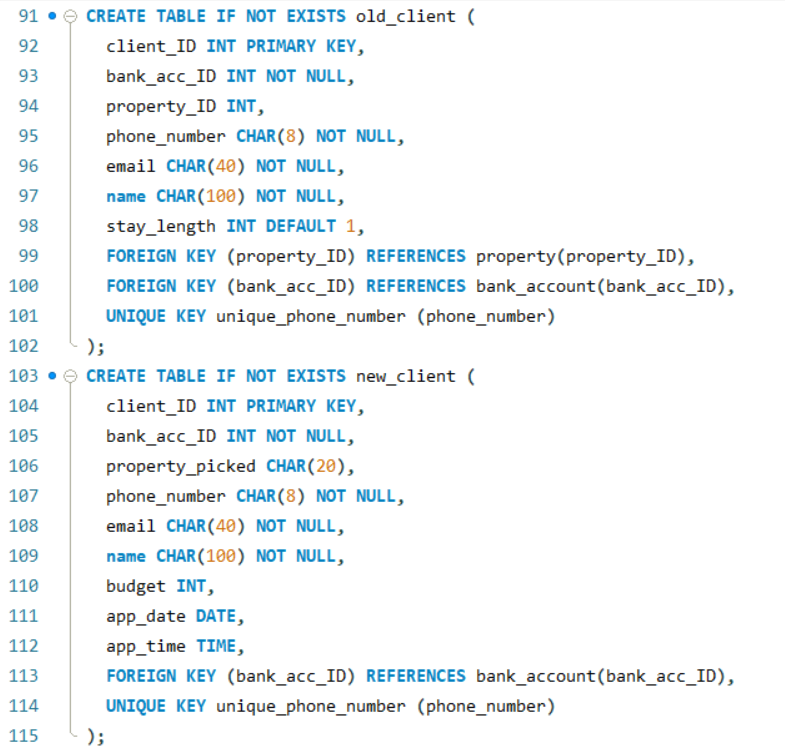 91 CREATE TABLE IF NOT EXISTS old_client (
92 client_ID INT PRIMARY KEY,
93 bank_acc_ID INT NOT NULL,
94 property_ID INT,
95 phone_number CHAR(8) NOT NULL,
96 email CHAR(40) NOT NULL,
97 name CHAR(100) NOT NULL,
98 stay_length INT DEFAULT 1,
99 FOREIGN KEY (property_ID) REFERENCES property(property_ID),
100 FOREIGN KEY (bank_acc_ID) REFERENCES bank_account(bank_acc_ID),
101 UNIQUE KEY unique_phone_number (phone_number)
102 );
103 CREATE TABLE IF NOT EXISTS new_client (
104 client_ID INT PRIMARY KEY,
105 bank_acc_ID INT NOT NULL,
106 property_picked CHAR(20),
107 phone_number CHAR(8) NOT NULL,
108 email CHAR(40) NOT NULL,
109 name CHAR(100) NOT NULL,
110 budget INT,
111 app_date DATE,
112 app_time TIME,
113 FOREIGN KEY (bank_acc_ID) REFERENCES bank_account(bank_acc_ID),
114 UNIQUE KEY unique_phone_number (phone_number)
115 );